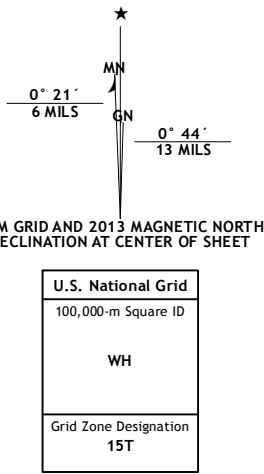 ★
MN
0° 21´
6 MILS
GN
0° 44´
13 MILS
M GRID AND 2013 MAGNETIC NORTH
ECLINATION AT CENTER OF SHEET
U.S. National Grid
100,000-m Square ID
WH
Grid Zone Designation
15T